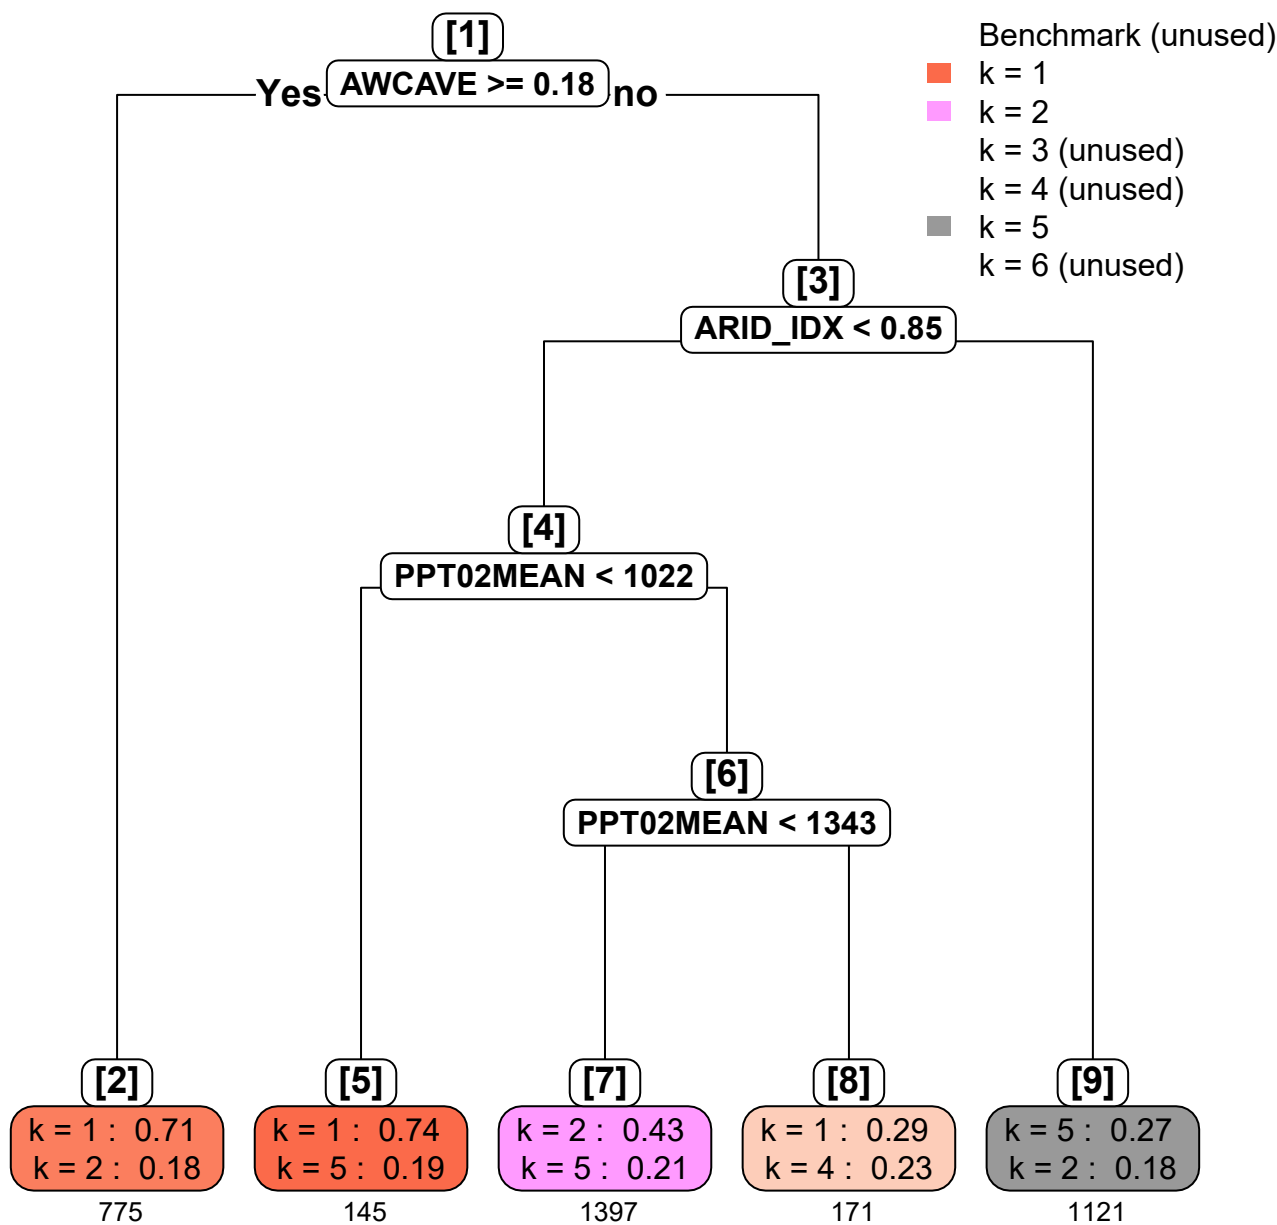 [1]
AWCAVE >= 0.18
Yes
no
Benchmark (unused)
k = 1
k = 2
k = 3 (unused)
k = 4 (unused)
k = 5
k = 6 (unused)
[3]
ARID_IDX < 0.85
[4]
PPT02MEAN < 1022
[6]
PPT02MEAN < 1343
[2]
k = 1 : 0.71
k = 2 : 0.18
775
[5]
k = 1 : 0.74
k = 5 : 0.19
145
[7]
k = 2 : 0.43
k = 5 : 0.21
1397
[8]
k = 1 : 0.29
k = 4 : 0.23
171
[9]
k = 5 : 0.27
k = 2 : 0.18
1121